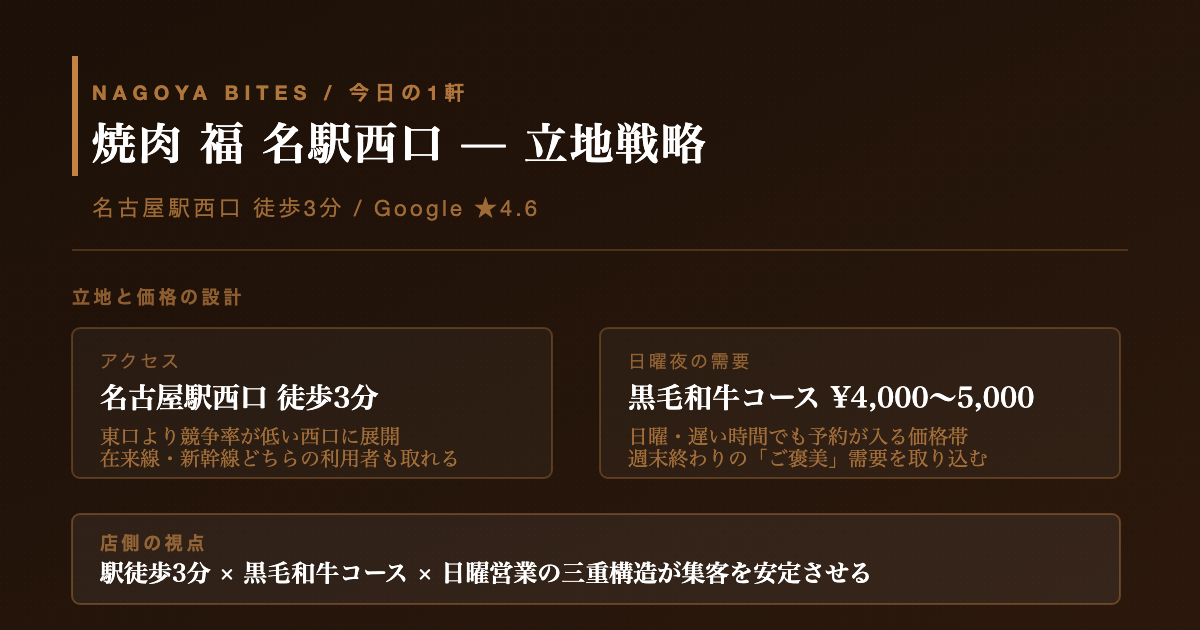 NAGOYA BITES / 今日の1軒
焼肉 福 名駅西口 — 立地戦略
名古屋駅西口 徒歩3分 / Google ★4.6
立地と価格の設計
アクセス
名古屋駅西口 徒歩3分
東口より競争率が低い西口に展開
在来線・新幹線どちらの利用者も取れる
日曜夜の需要
黒毛和牛コース ¥4,000〜5,000
日曜・遅い時間でも予約が入る価格帯
週末終わりの「ご褒美」需要を取り込む
店側の視点
駅徒歩3分 × 黒毛和牛コース × 日曜営業の三重構造が集客を安定させる